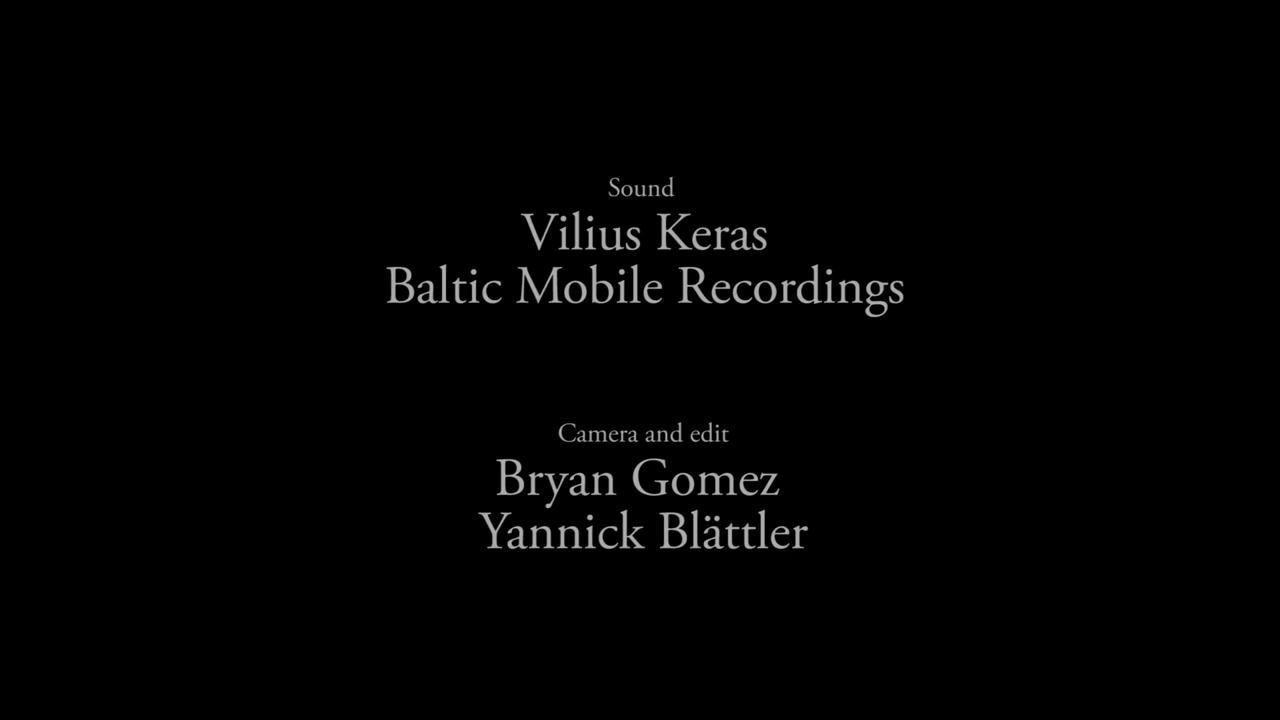 Sound
Vilius Keras
Baltic Mobile Recordings
Camera and edit
Bryan Gomez
Yannick Blättler